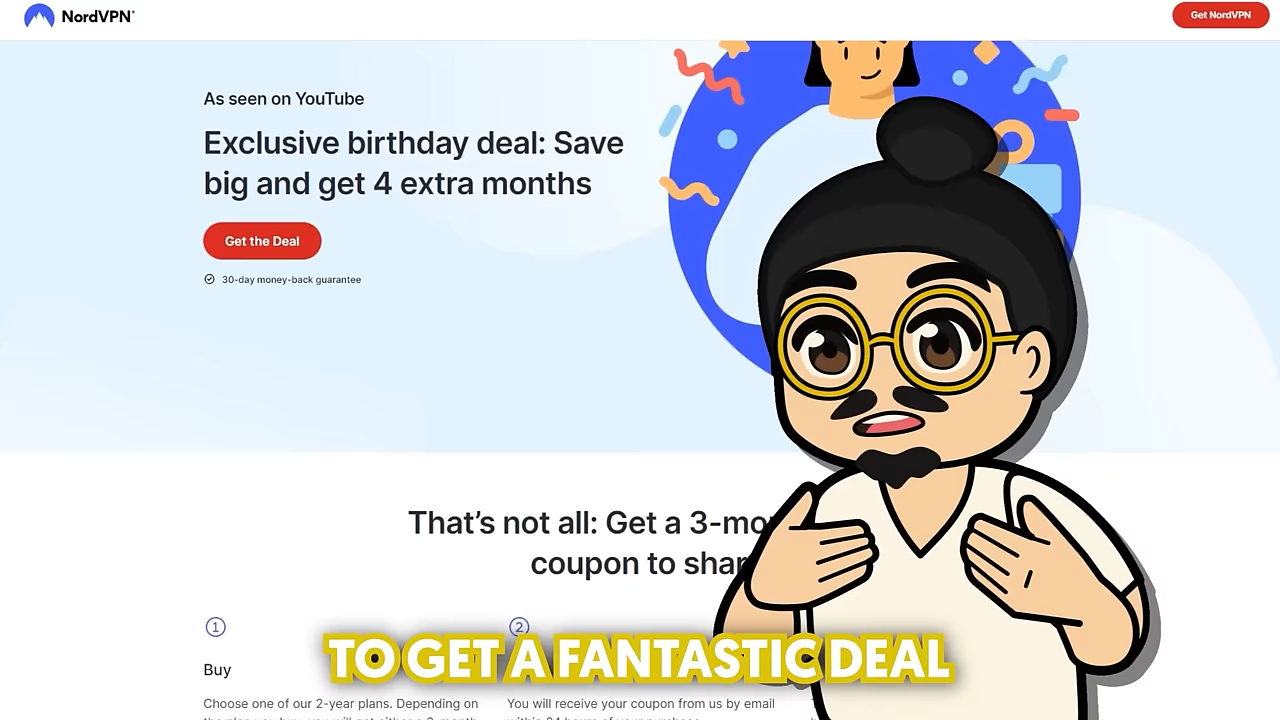 NordVPN®
Get NordVPN
As seen on YouTube
Exclusive birthday deal: Save
big and get 4 extra months
Get the Deal
30-day money-back guarantee
That's not all: Get a 3-mo
coupon to shar
1
2
TO GET A FANTASTIC DEAL
Buy
Choose one of our 2-year plans. Depending on
You will receive your coupon from us by email